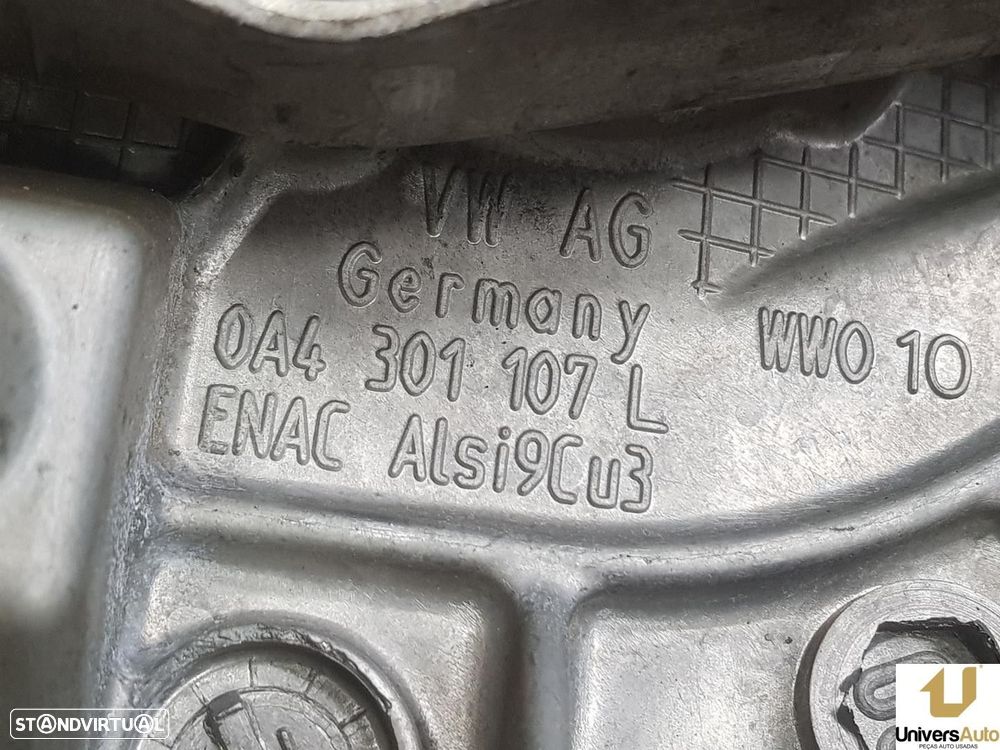 VW AG
Germany
0A4 301 107 L
ENAC Alsi9Cu3
WWO 10
STANDVIRTUAL
UniversAuto
PEÇAS AUTO USADAS